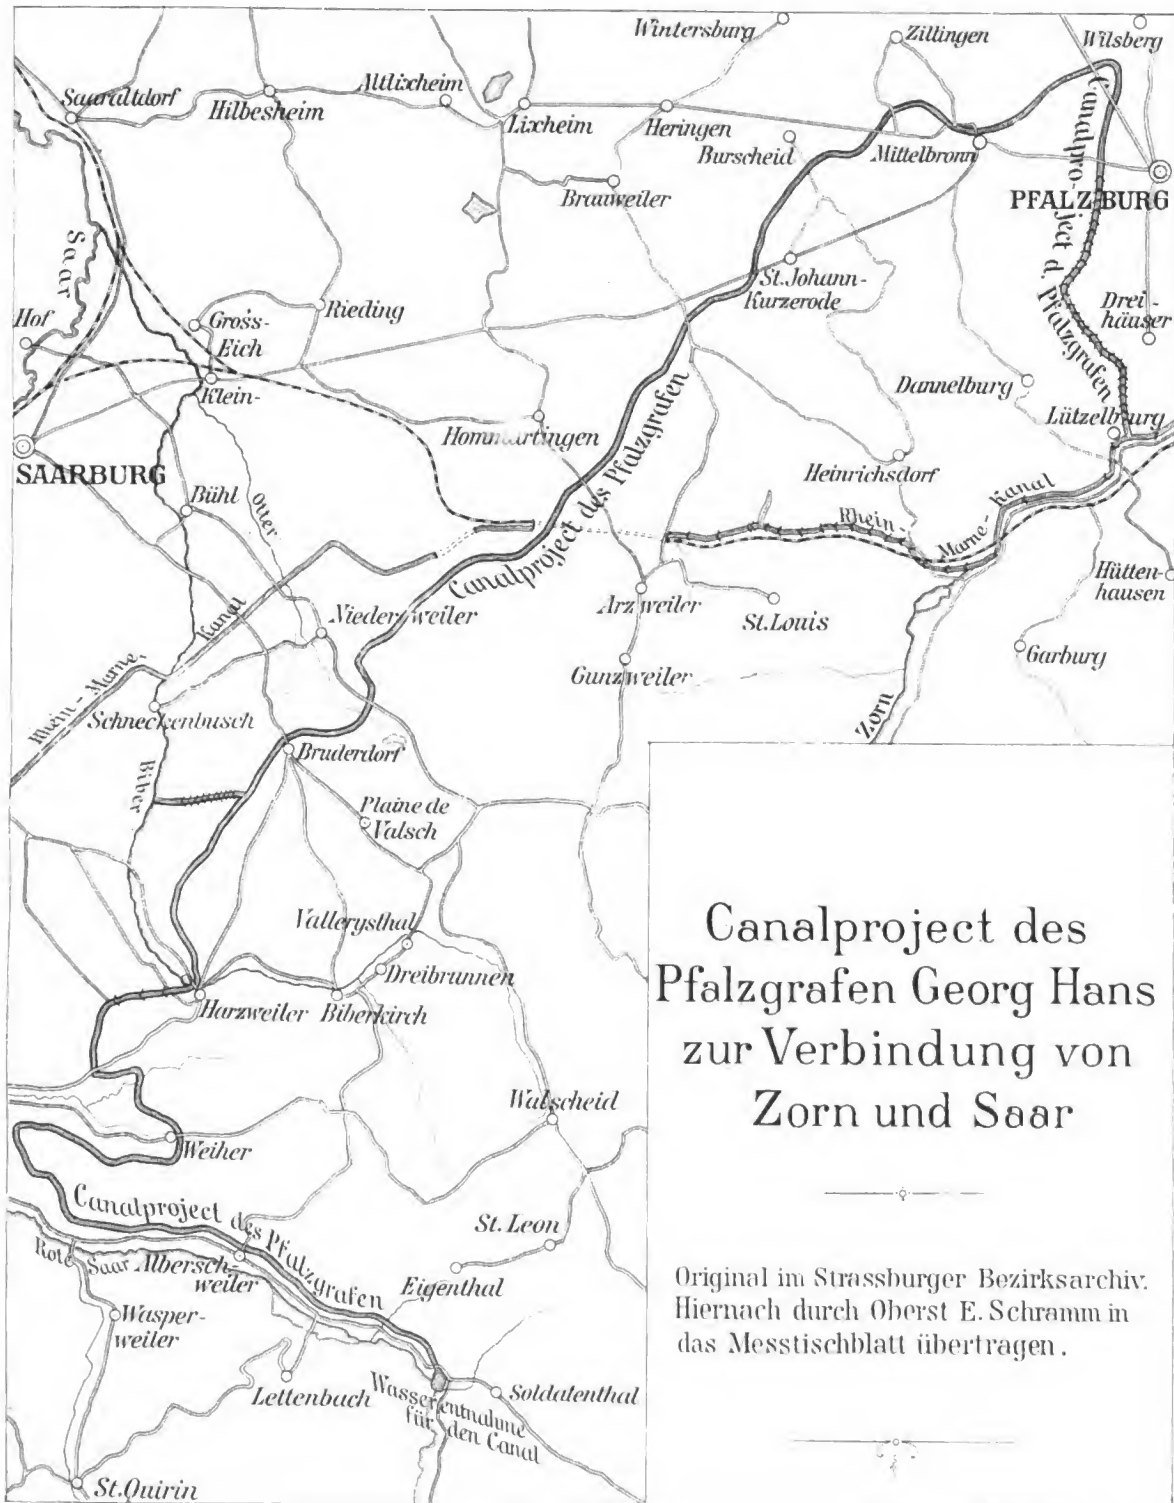 Wintersburg
Zillingen
Wilsberg
Saaraltdorf
Hilbesheim
Altlixheim
Lixheim
Heringen
Burscheid
Mittelbronn
PFALZBURG
Brauweiler
St. Johann-
Kurzerode
Drei-
häuser
Canalproject d. Pfalzgrafen
Saar
Hof
Gross-
Eich
Klein-
Rieding
Dannelburg
Lützelburg
Hommartingen
SAARBURG
Heinrichsdorf
Bühl
Otter
Canalproject des Pfalzgrafen
Rhein-
Marne-Kanal
Hütten-
hausen
Arzweiler
St. Louis
Niederweiler
Garburg
Gunzweiler
Rhein-Marne-
Kanal
Schneckenbusch
Zorn
Biber
Bruderdorf
Plaine de
Valsch
Vallerysthal
Dreibrunnen
Harzweiler
Biberkirch
Walscheid
Weiher
Canalproject des Pfalzgrafen
St. Leon
Rote Saar
Albersch-
weiler
Eigenthal
Wasper-
weiler
Lettenbach
Wasserentnahme
für den Canal
Soldatenthal
St. Quirin
Canalproject des
Pfalzgrafen Georg Hans
zur Verbindung von
Zorn und Saar
Original im Strassburger Bezirksarchiv.
Hiernach durch Oberst E. Schramm in
das Messtischblatt übertragen.